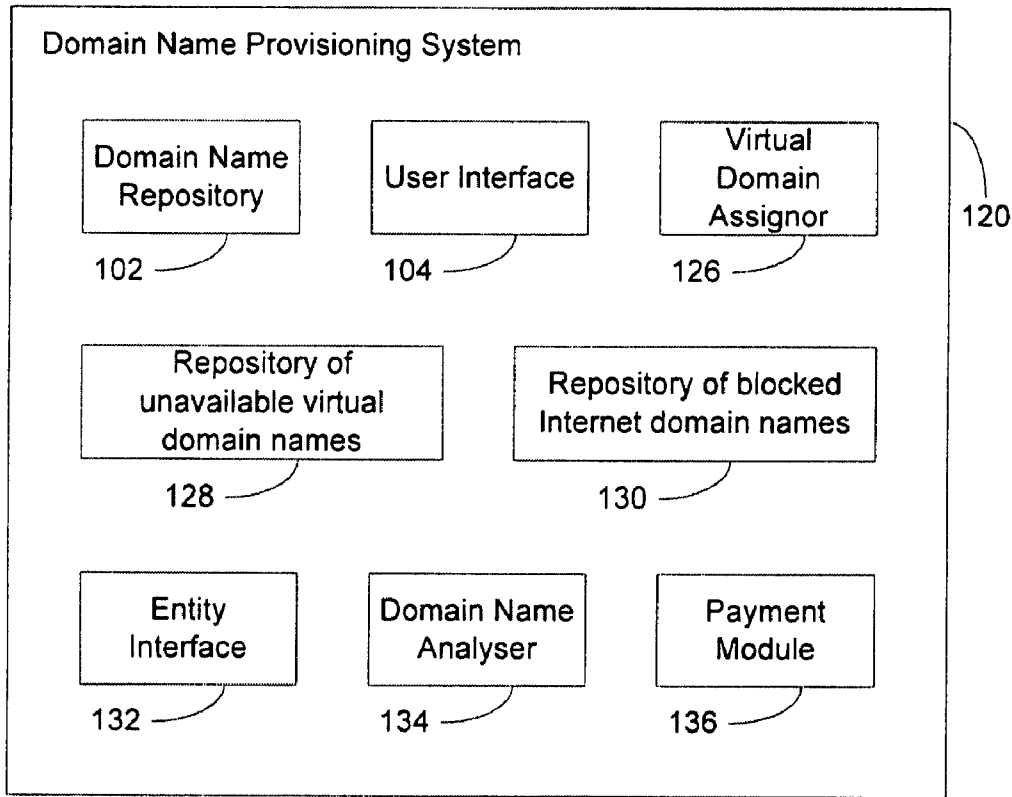 Domain Name Provisioning System
Domain Name
Repository
102
User Interface
104
Virtual
Domain
Assignor
126
120
Repository of
unavailable virtual
domain names
128
Repository of blocked
Internet domain names
130
Entity
Interface
132
Domain Name
Analyser
134
Payment
Module
136